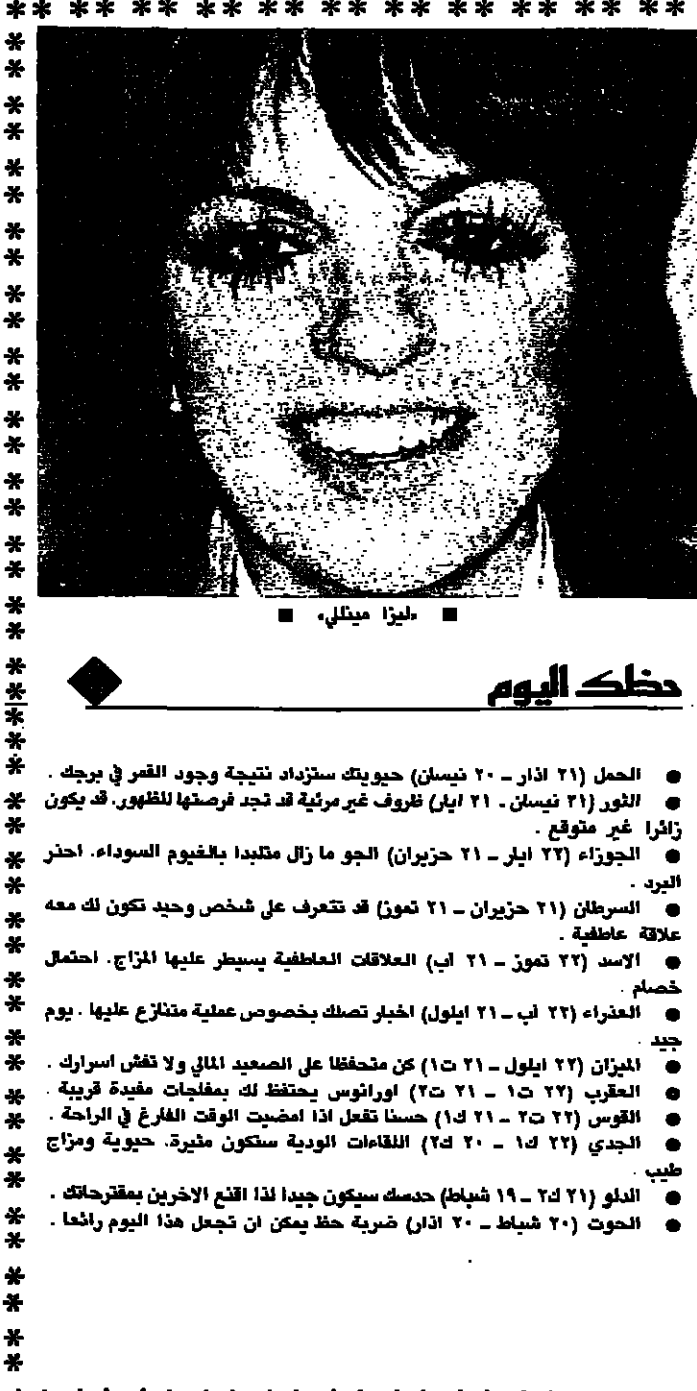 ■ «ليزا مينللي» ■
حظك اليوم
● الحمل (٢١ اذار ـ ٢٠ نيسان) حيويتك ستزداد نتيجة وجود القمر في برجك .
● الثور (٢١ نيسان ـ ٢١ ايار) ظروف غير مرئية قد تجد فرصتها للظهور. قد يكون
زائرا غير متوقع .
● الجوزاء (٢٢ ايار ـ ٢١ حزيران) الجو ما زال متلبدا بالغيوم السوداء. احذر
البرد .
● السرطان (٢١ حزيران ـ ٢١ تموز) قد تتعرف على شخص وحيد تكون لك معه
علاقة عاطفية .
● الاسد (٢٢ تموز ـ ٢١ آب) العلاقات العاطفية يسيطر عليها المزاج. احتمال
خصام .
● العذراء (٢٢ آب ـ ٢١ ايلول) اخبار تصلك بخصوص عملية متنازع عليها . يوم
جيد .
● الميزان (٢٢ ايلول ـ ٢١ ت١) كن متحفظا على الصعيد المالي ولا تفش اسرارك .
● العقرب (٢٢ ت١ ـ ٢١ ت٢) اورانوس يحتفظ لك بمفاجات مفيدة قريبة .
● القوس (٢٢ ت٢ ـ ٢١ ك١) حسنا تفعل اذا امضيت الوقت الفارغ في الراحة .
● الجدي (٢٢ ك١ ـ ٢٠ ك٢) اللقاءات الودية ستكون مثيرة. حيوية ومزاج
طيب .
● الدلو (٢١ ك٢ ـ ١٩ شباط) حدسك سيكون جيدا لذا اقنع الاخرين بمقترحاتك .
● الحوت (٢٠ شباط ـ ٢٠ اذار) ضربة حظ يمكن ان تجعل هذا اليوم رائعا .